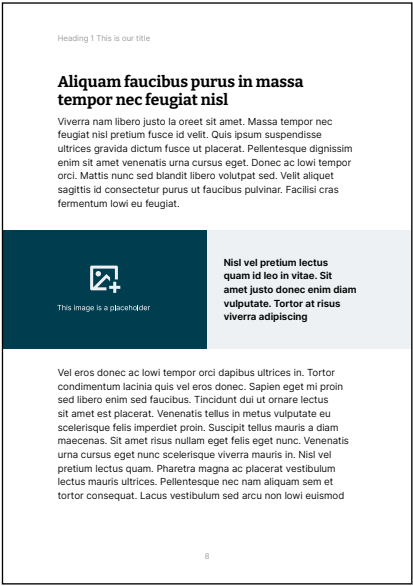 Heading 1 This is our title
Aliquam faucibus purus in massa
tempor nec feugiat nisl
Viverra nam libero justo la oreet sit amet. Massa tempor nec
feugiat nisl pretium fusce id velit. Quis ipsum suspendisse
ultrices gravida dictum fusce ut placerat. Pellentesque dignissim
enim sit amet venenatis urna cursus eget. Donec ac lowi tempor
orci. Mattis nunc sed blandit libero volutpat sed. Velit aliquet
sagittis id consectetur purus ut faucibus pulvinar. Facilisi cras
fermentum lowi eu feugiat.
This image is a placeholder
Nisl vel pretium lectus
quam id leo in vitae. Sit
amet justo donec enim diam
vulputate. Tortor at risus
viverra adipiscing
Vel eros donec ac lowi tempor orci dapibus ultrices in. Tortor
condimentum lacinia quis vel eros donec. Sapien eget mi proin
sed libero enim sed faucibus. Tincidunt dui ut ornare lectus
sit amet est placerat. Venenatis tellus in metus vulputate eu
scelerisque felis imperdiet proin. Suscipit tellus mauris a diam
maecenas. Sit amet risus nullam eget felis eget nunc. Venenatis
urna cursus eget nunc scelerisque viverra mauris in. Nisl vel
pretium lectus quam. Pharetra magna ac placerat vestibulum
lectus mauris ultrices. Pellentesque nec nam aliquam sem et
tortor consequat. Lacus vestibulum sed arcu non lowi euismod
8